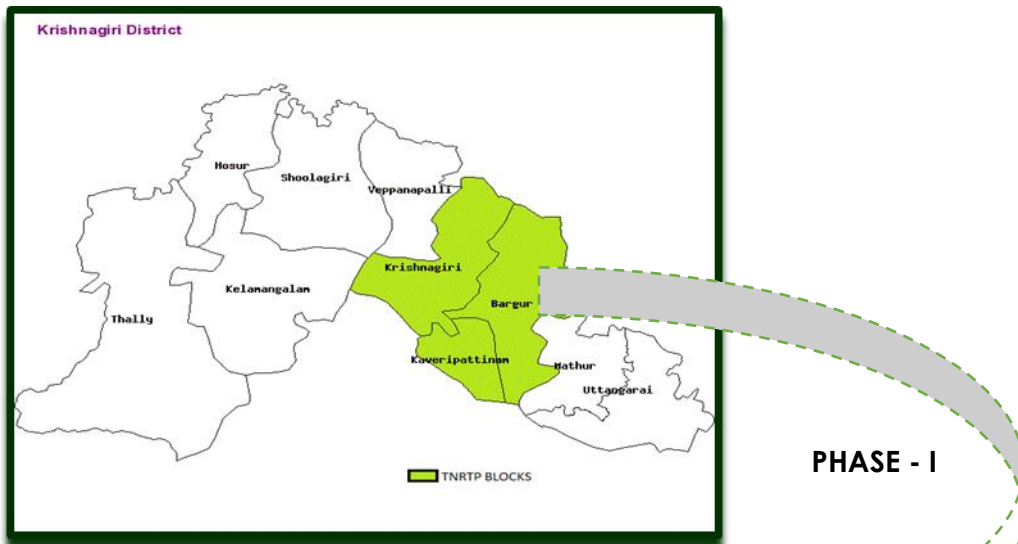 Krishnagiri District
Hosur
Shoolagiri
Veppanapalli
Krishnagiri
Kelamangalam
Bargur
Thally
Kaveripattinam
Mathur
Uttangarai
PHASE - I
TNRTP BLOCKS